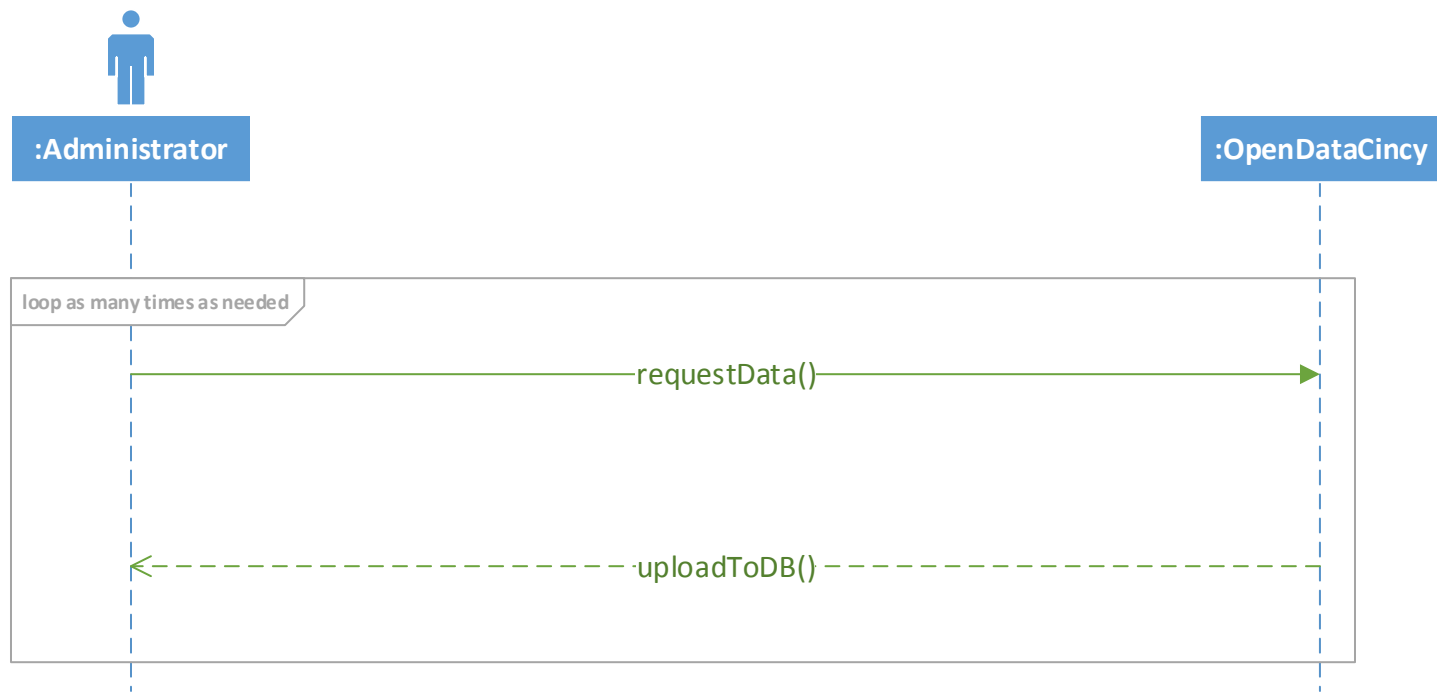 :Administrator
:OpenDataCincy
loop as many times as needed
requestData()
uploadToDB()